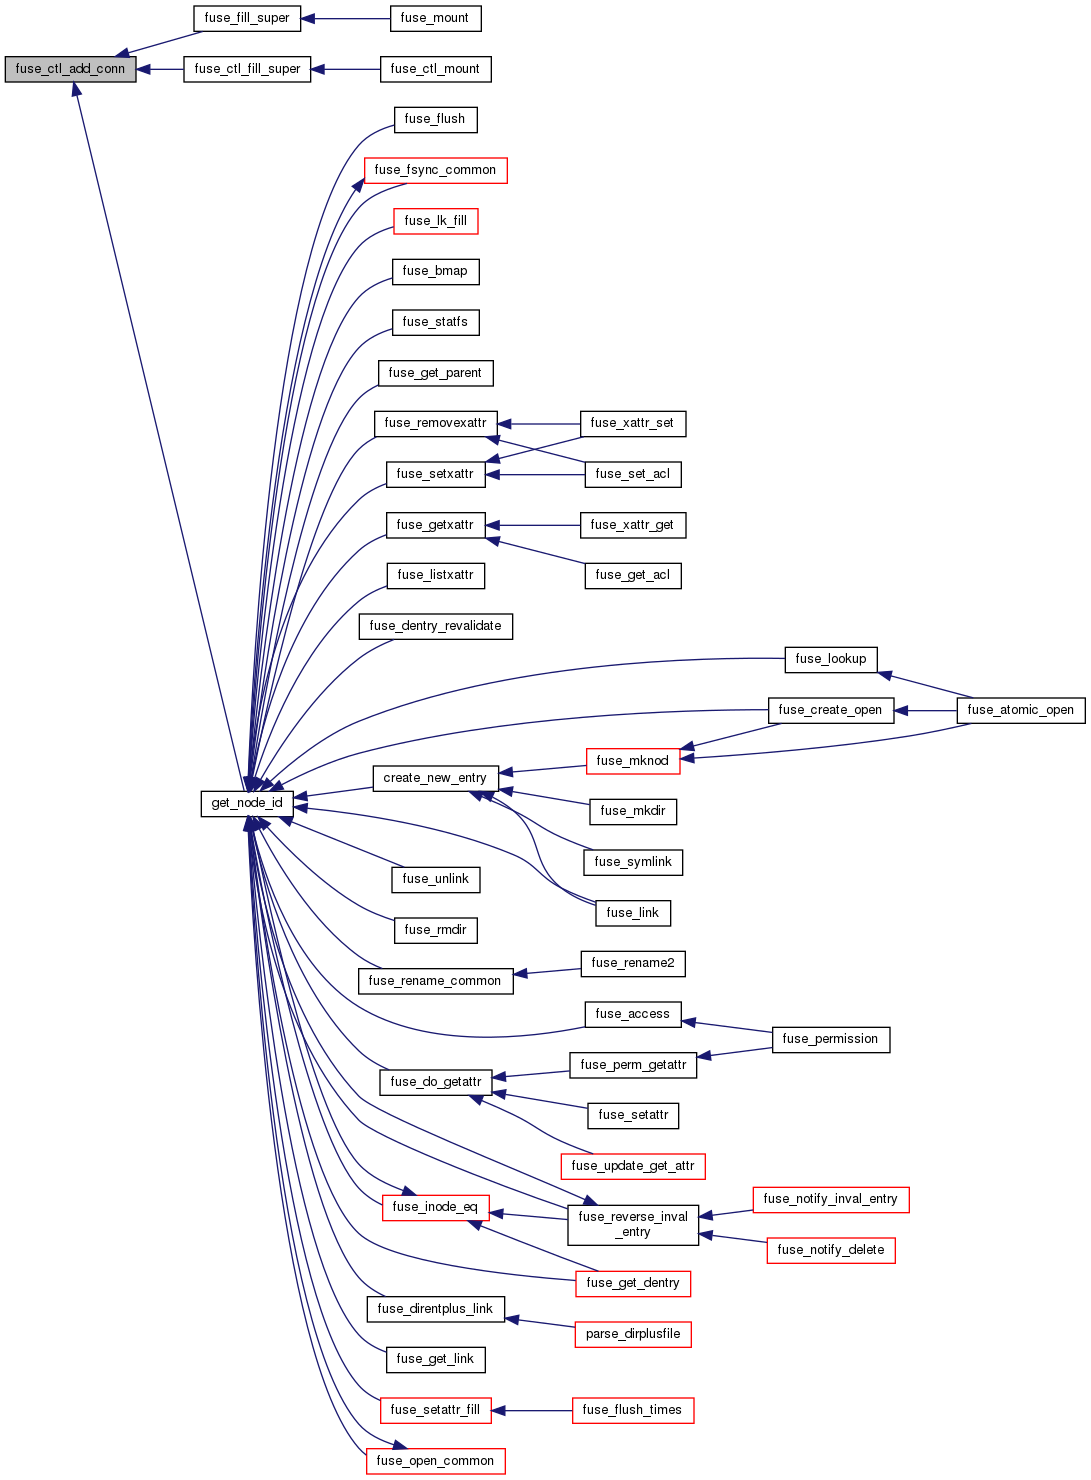 fuse_fill_super
fuse_mount
fuse_ctl_add_conn
fuse_ctl_fill_super
fuse_ctl_mount
fuse_flush
fuse_fsync_common
fuse_lk_fill
fuse_bmap
fuse_statfs
fuse_get_parent
fuse_removexattr
fuse_xattr_set
fuse_setxattr
fuse_set_acl
fuse_getxattr
fuse_xattr_get
fuse_listxattr
fuse_get_acl
fuse_dentry_revalidate
fuse_lookup
fuse_create_open
fuse_atomic_open
fuse_mknod
create_new_entry
get_node_id
fuse_mkdir
fuse_symlink
fuse_unlink
fuse_link
fuse_rmdir
fuse_rename2
fuse_rename_common
fuse_access
fuse_permission
fuse_perm_getattr
fuse_do_getattr
fuse_setattr
fuse_update_get_attr
fuse_notify_inval_entry
fuse_inode_eq
fuse_reverse_inval
_entry
fuse_notify_delete
fuse_get_dentry
fuse_direntplus_link
parse_dirplusfile
fuse_get_link
fuse_setattr_fill
fuse_flush_times
fuse_open_common